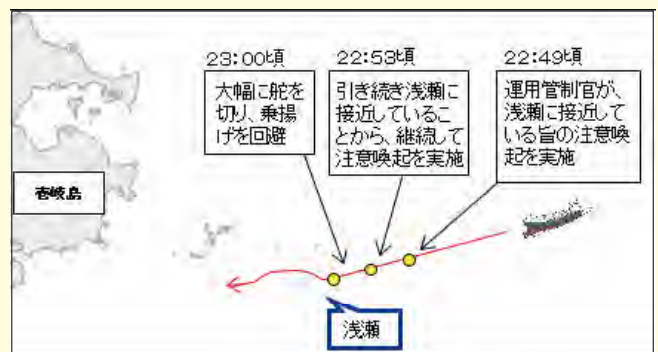 23:00頃
大幅に舵を
切り、乗揚
げを回避
22:53頃
引き続き浅瀬に
接近しているこ
とから、継続して
注意喚起を実施
22:49頃
運用管制官が、
浅瀬に接近して
いる旨の注意喚
起を実施
壱岐島
浅瀬